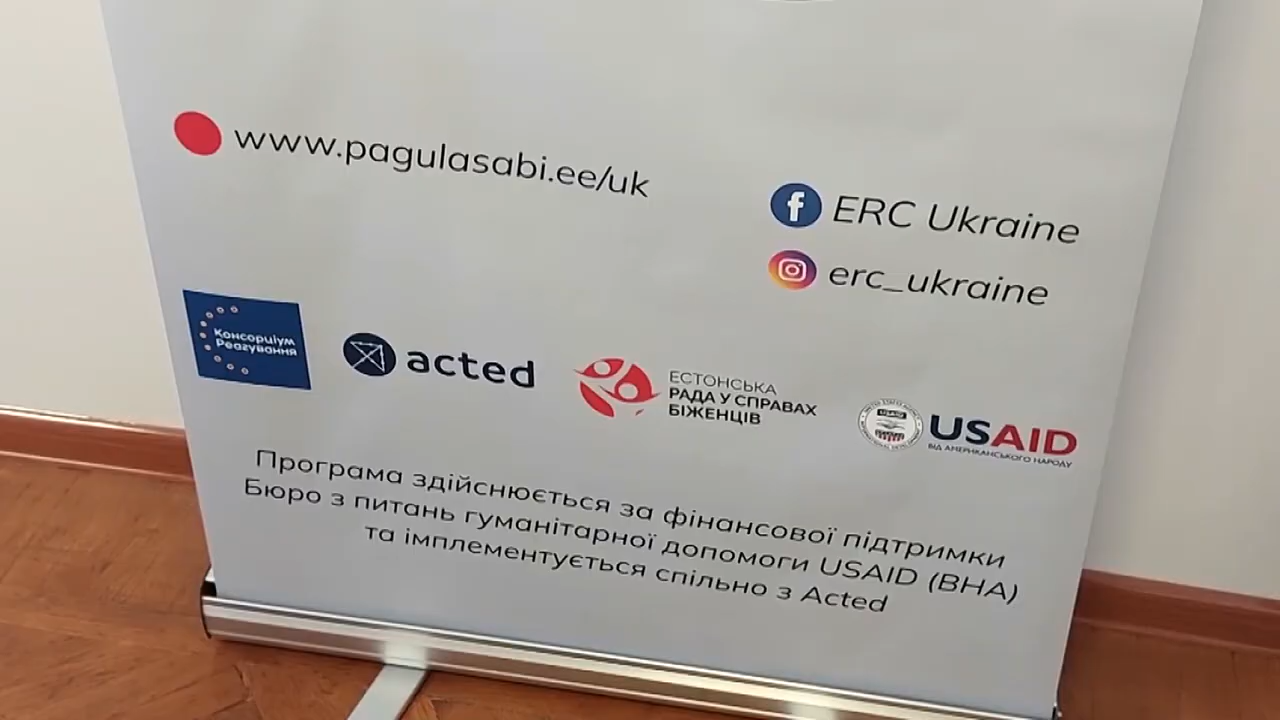 www.pagulasabi.ee/uk
ERC Ukraine
erc_ukraine
Консорціум
Реагування
acted
ЕСТОНСЬКА
РАДА У СПРАВАХ
БІЖЕНЦІВ
USAID
ВІД АМЕРИКАНСЬКОГО НАРОДУ
Програма здійснюється за фінансової підтримки
Бюро з питань гуманітарної допомоги USAID (BHA)
та імплементується спільно з Acted